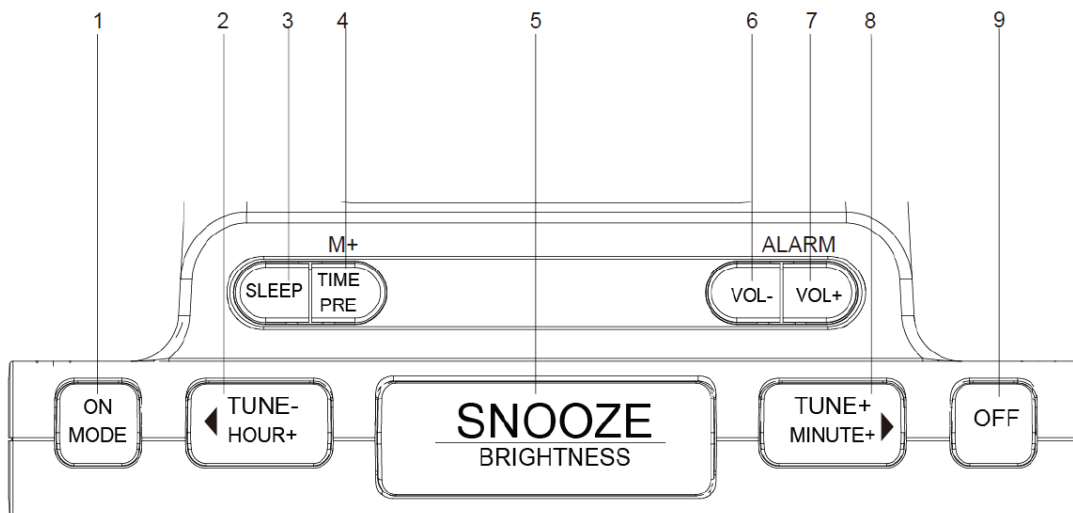 1 2 3 4 5 6 7 8 9
M+ ALARM
SLEEP
TIME
PRE
VOL-
VOL+
ON
MODE
TUNE-
HOUR+
SNOOZE
BRIGHTNESS
TUNE+
MINUTE+
OFF